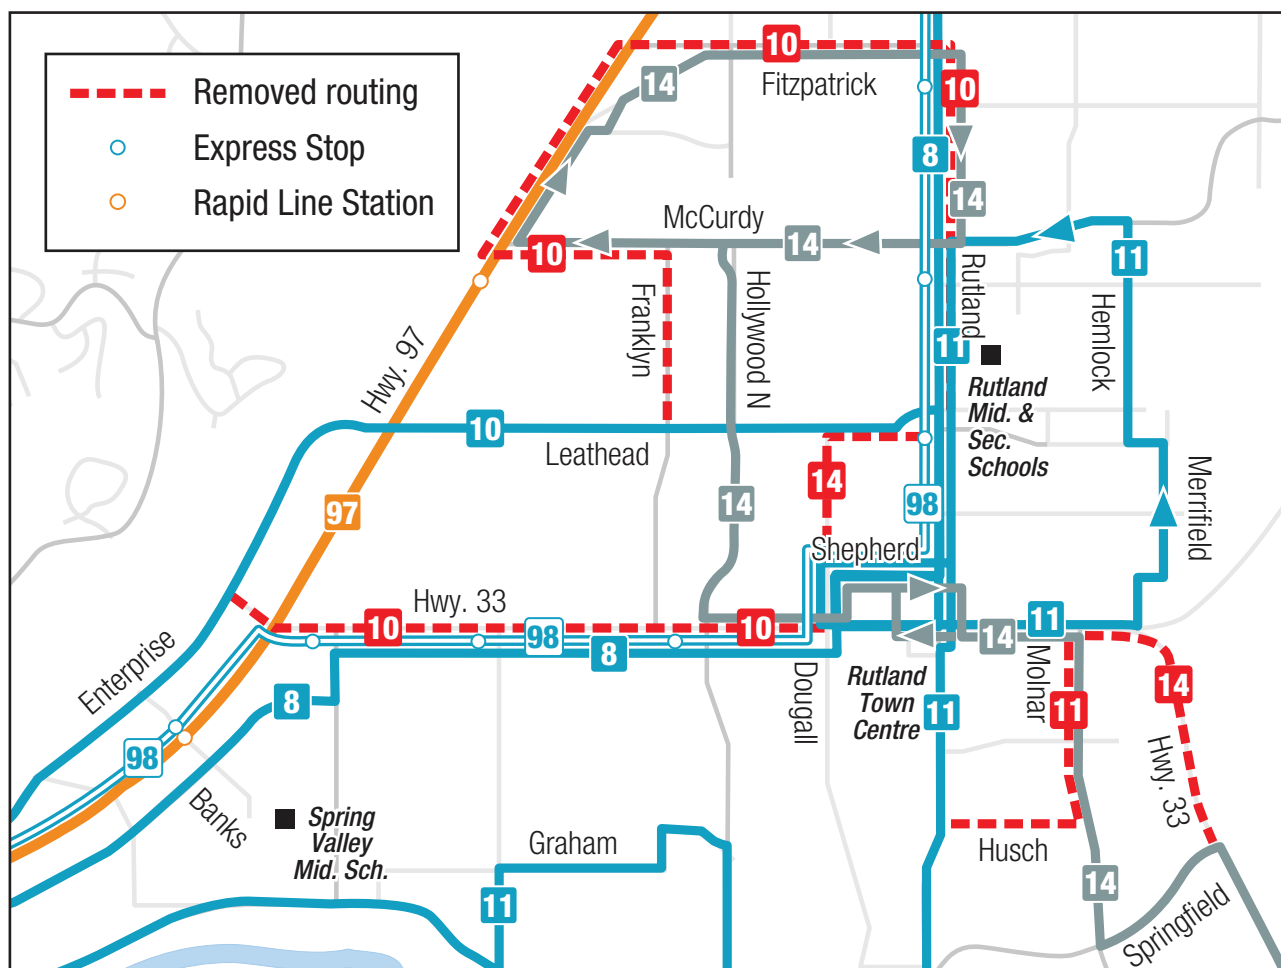 Removed routing
Express Stop
Rapid Line Station
10
Fitzpatrick
14
10
8
14
McCurdy
14
10
11
Rutland
Franklyn
Hollywood N
Hemlock
Hwy. 97
11
Rutland
Mid. &
Sec.
Schools
10
Leathead
14
14
98
97
Merrifield
Shepherd
Hwy. 33
10
98
8
10
11
14
Enterprise
Dougall
Rutland
Town
Centre
Molnar
14
8
11
11
98
Hwy. 33
Banks
Spring
Valley
Mid. Sch.
Graham
Husch
11
14
Springfield